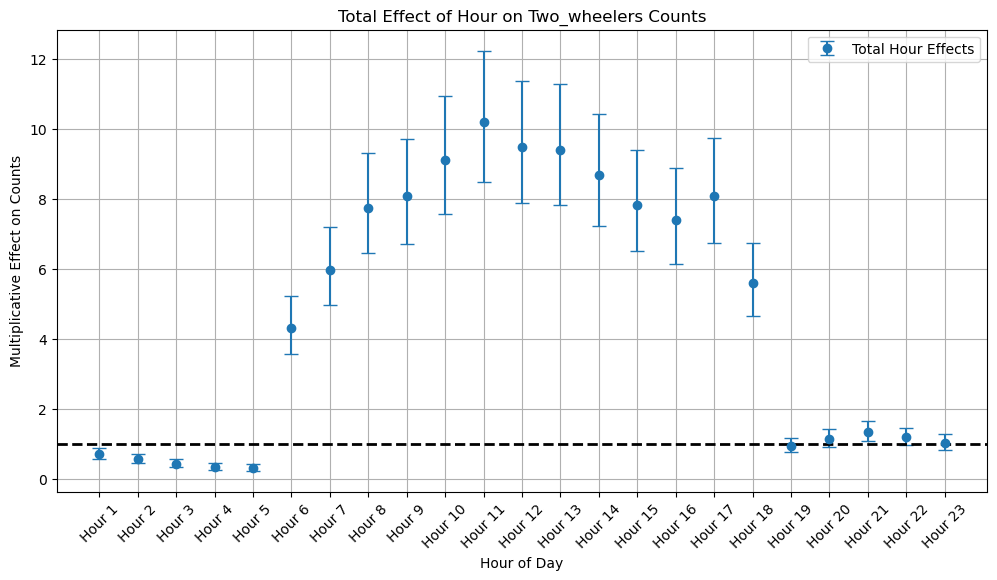 Total Effect of Hour on Two_wheelers Counts
Total Hour Effects
Multiplicative Effect on Counts
12
10
8
6
4
2
0
Hour 1
Hour 2
Hour 3
Hour 4
Hour 5
Hour 6
Hour 7
Hour 8
Hour 9
Hour 10
Hour 11
Hour 12
Hour 13
Hour 14
Hour 15
Hour 16
Hour 17
Hour 18
Hour 19
Hour 20
Hour 21
Hour 22
Hour 23
Hour of Day